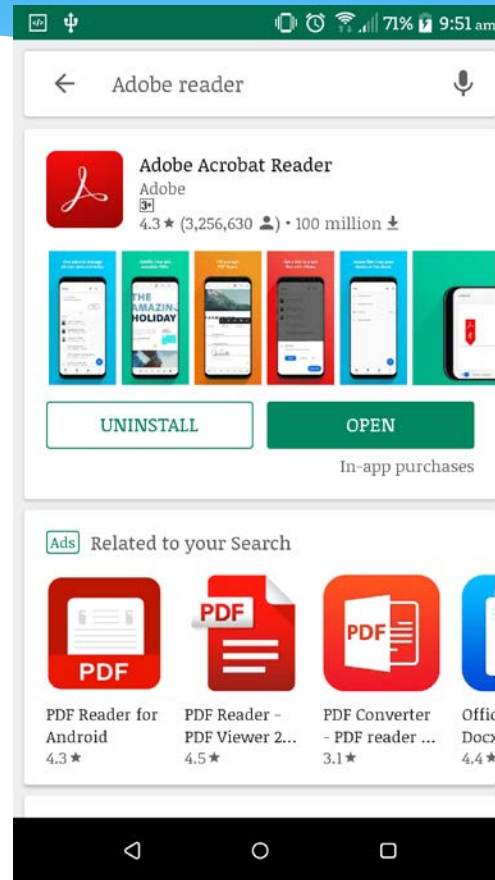 71% 9:51 am
Adobe reader
Adobe Acrobat Reader
Adobe
3+
4.3 ★ (3,256,630 ) • 100 million
THE
AMAZIN
HOLIDAY
UNINSTALL OPEN
In-app purchases
Ads Related to your Search
PDF PDF PDF
PDF Reader for PDF Reader – PDF Converter Offic
Android PDF Viewer 2... - PDF reader ... Docx
4.3 ★ 4.5 ★ 3.1 ★ 4.4 ★